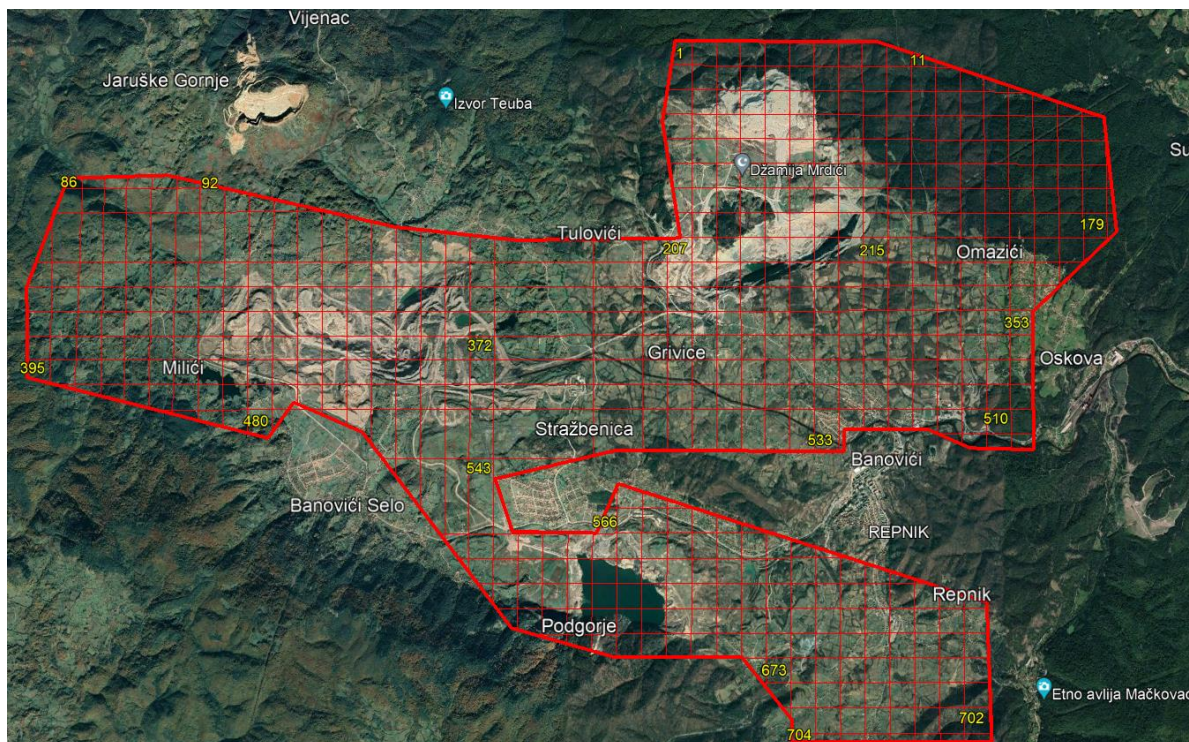 Vijenac
Jaruške Gornje
Izvor Teuba
1
11
Džamija Mrdići
Su
86
92
179
Tulovići
207
215
Omazići
353
372
Grivice
Oskova
395
Milići
480
510
Stražbenica
533
Banovići
543
Banovići Selo
566
REPNIK
Repnik
Podgorje
673
Etno avlija Mačkovac
702
704